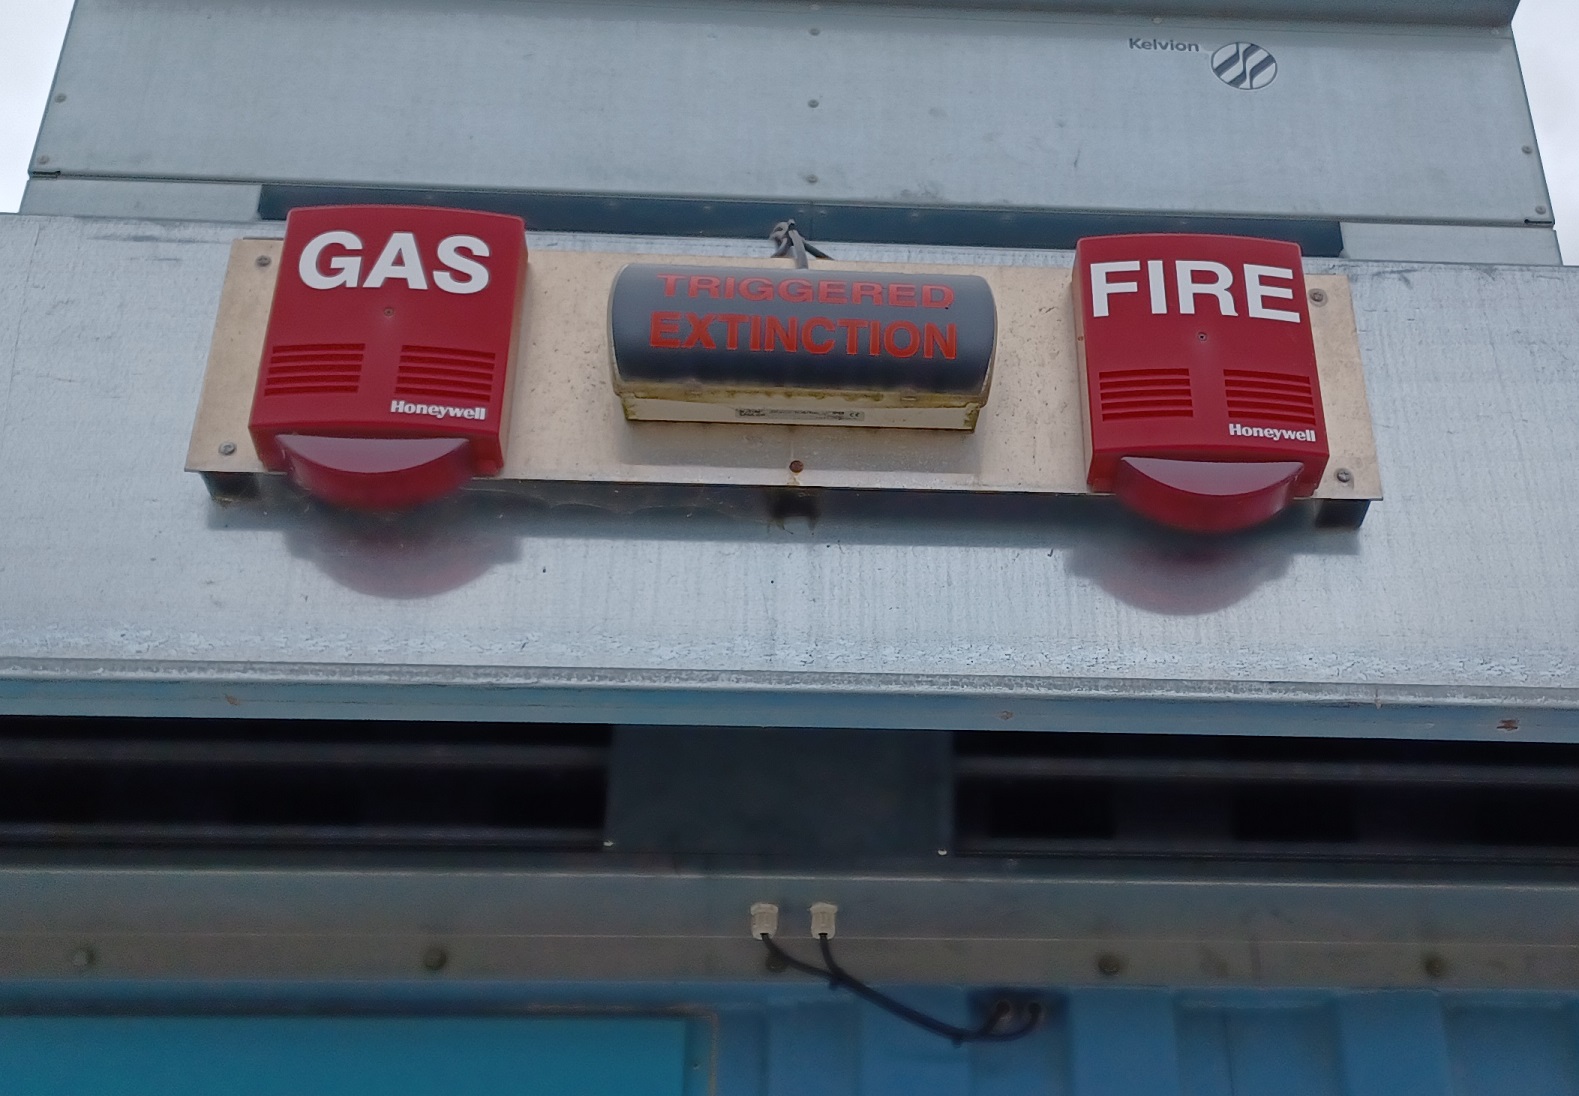 Kelvion
GAS
Honeywell
TRIGGERED
EXTINCTION
FIRE
Honeywell